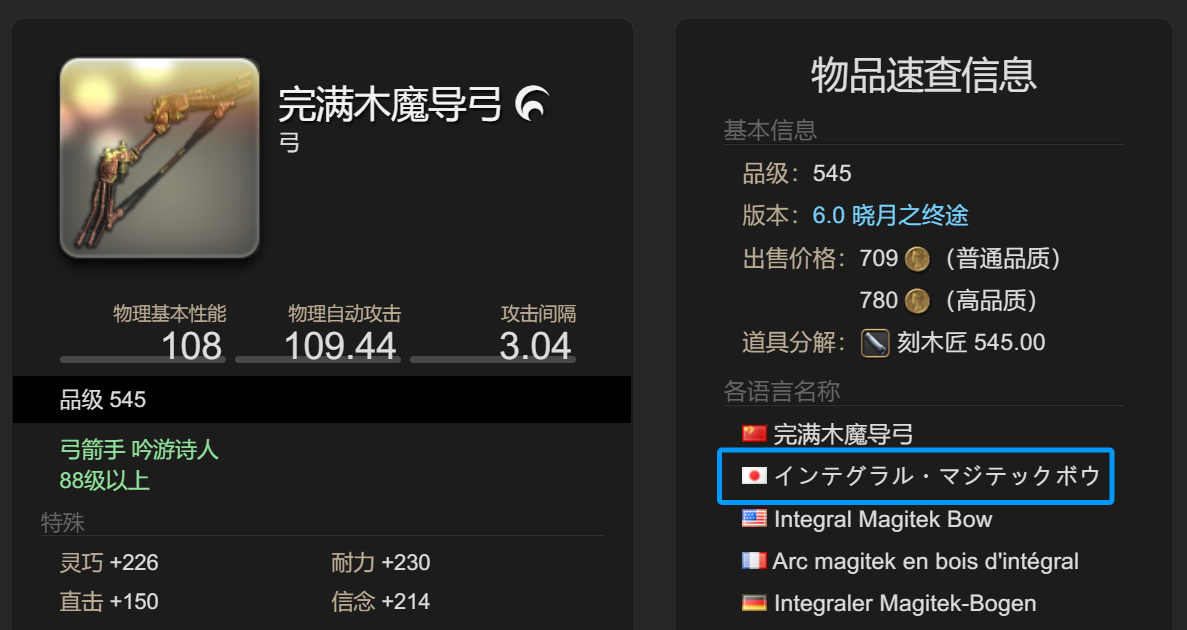 完满木魔导弓
弓
物理基本性能 物理自动攻击 攻击间隔
108 109.44 3.04
品级 545
弓箭手 吟游诗人
88级以上
特殊
灵巧 +226 耐力 +230
直击 +150 信念 +214
物品速查信息
基本信息
品级： 545
版本： 6.0 晓月之终途
出售价格： 709 （普通品质）
780 （高品质）
道具分解： 刻木匠 545.00
各语言名称
完满木魔导弓
インテグラル・マジテックボウ
Integral Magitek Bow
Arc magitek en bois d'intégral
Integraler Magitek-Bogen